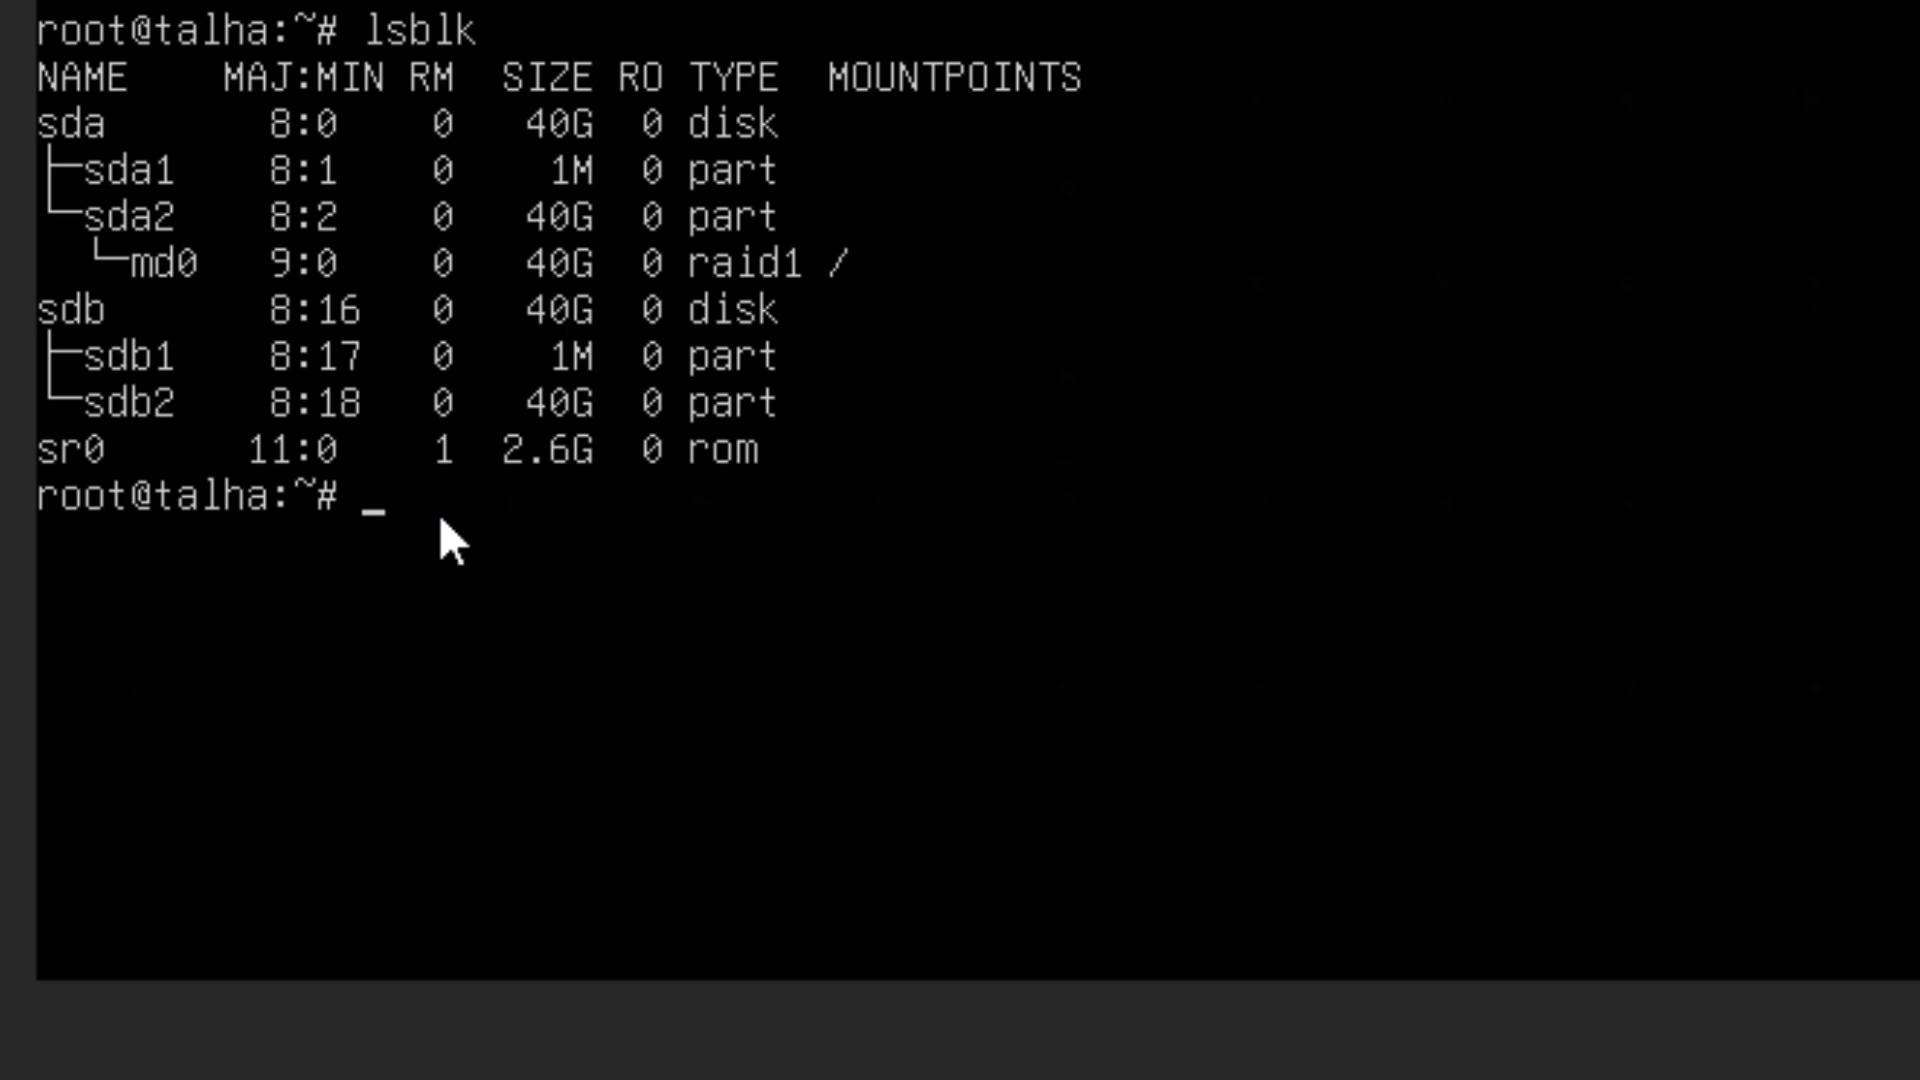 root@talha:~# lsblk
NAME    MAJ:MIN RM  SIZE RO TYPE  MOUNTPOINTS
sda       8:0    0   40G  0 disk
├─sda1    8:1    0    1M  0 part
└─sda2    8:2    0   40G  0 part
  └─md0   9:0    0   40G  0 raid1 /
sdb       8:16   0   40G  0 disk
├─sdb1    8:17   0    1M  0 part
└─sdb2    8:18   0   40G  0 part
sr0      11:0    1  2.6G  0 rom
root@talha:~# _